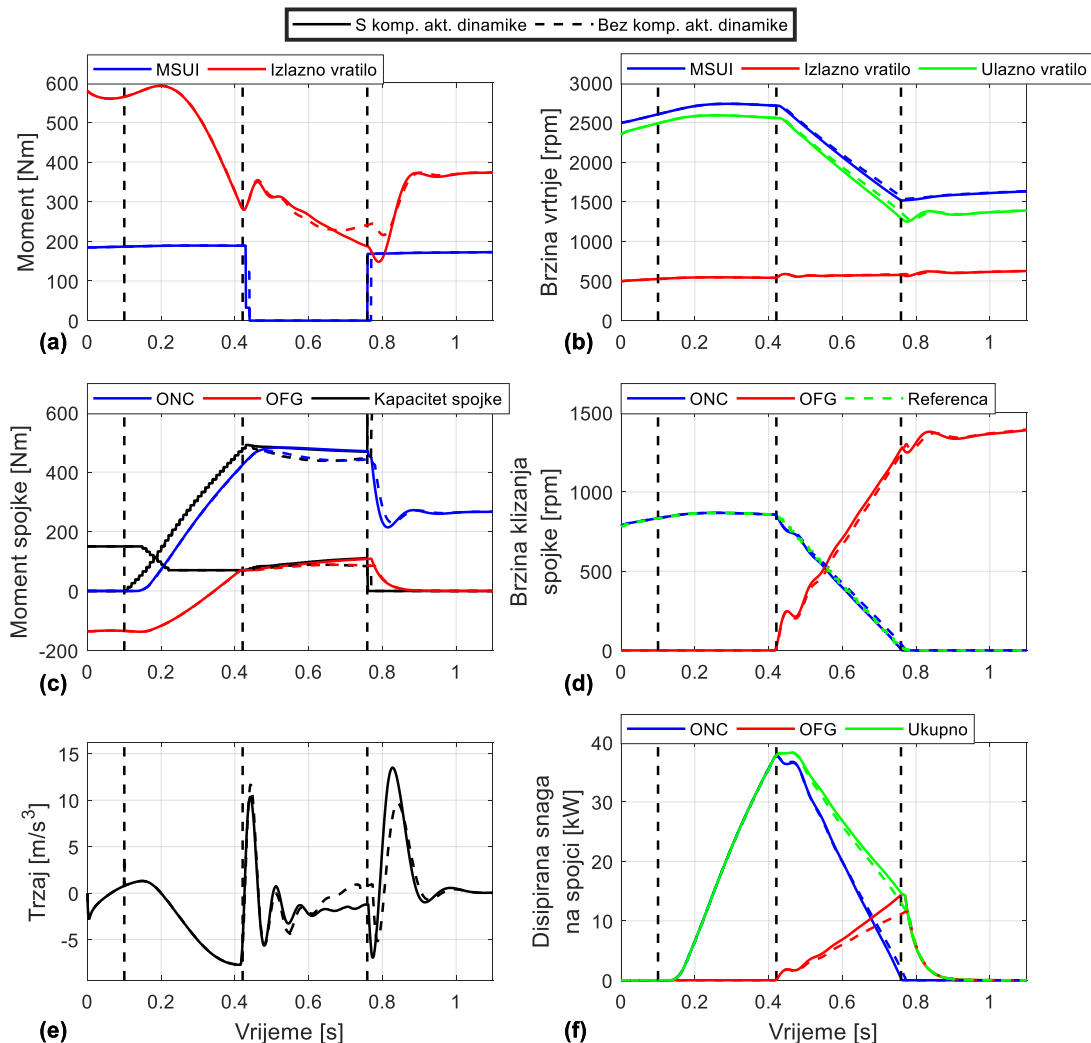 S komp. akt. dinamike Bez komp. akt. dinamike
MSUI Izlazno vratilo
Moment [Nm]
600
500
400
300
200
100
0
0 0.2 0.4 0.6 0.8 1
(a)
MSUI Izlazno vratilo Ulazno vratilo
Brzina vrtnje [rpm]
3000
2500
2000
1500
1000
500
0
0 0.2 0.4 0.6 0.8 1
(b)
ONC OFG Kapacitet spojke
Moment spojke [Nm]
600
400
200
0
-200
0 0.2 0.4 0.6 0.8 1
(c)
ONC OFG Referenca
Brzina klizanja
spojke [rpm]
1500
1000
500
0
0 0.2 0.4 0.6 0.8 1
(d)
Trzaj [m/s³]
15
10
5
0
-5
0 0.2 0.4 0.6 0.8 1
(e)
Vrijeme [s]
ONC OFG Ukupno
Disipirana snaga
na spojci [kW]
40
30
20
10
0
0 0.2 0.4 0.6 0.8 1
(f)
Vrijeme [s]